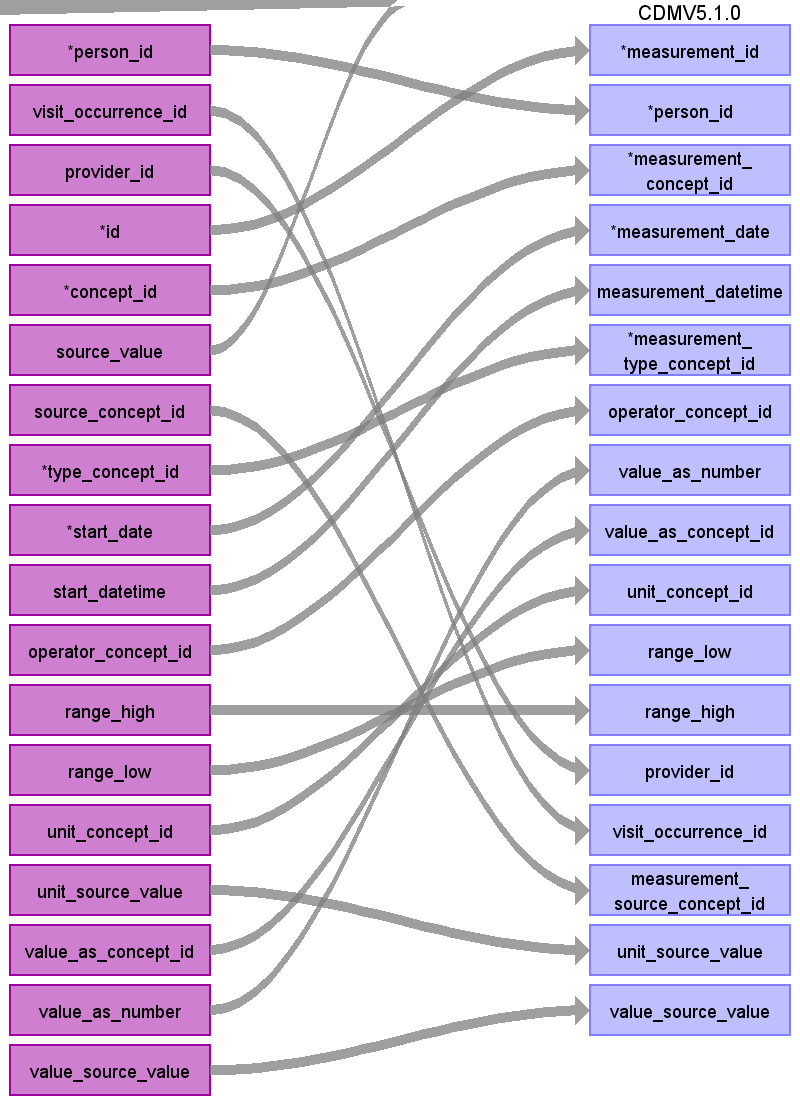 CDMV5.1.0
*person_id
visit_occurrence_id
provider_id
*id
*concept_id
source_value
source_concept_id
*type_concept_id
*start_date
start_datetime
operator_concept_id
range_high
range_low
unit_concept_id
unit_source_value
value_as_concept_id
value_as_number
value_source_value
*measurement_id
*person_id
*measurement_
concept_id
*measurement_date
measurement_datetime
*measurement_
type_concept_id
operator_concept_id
value_as_number
value_as_concept_id
unit_concept_id
range_low
range_high
provider_id
visit_occurrence_id
measurement_
source_concept_id
unit_source_value
value_source_value